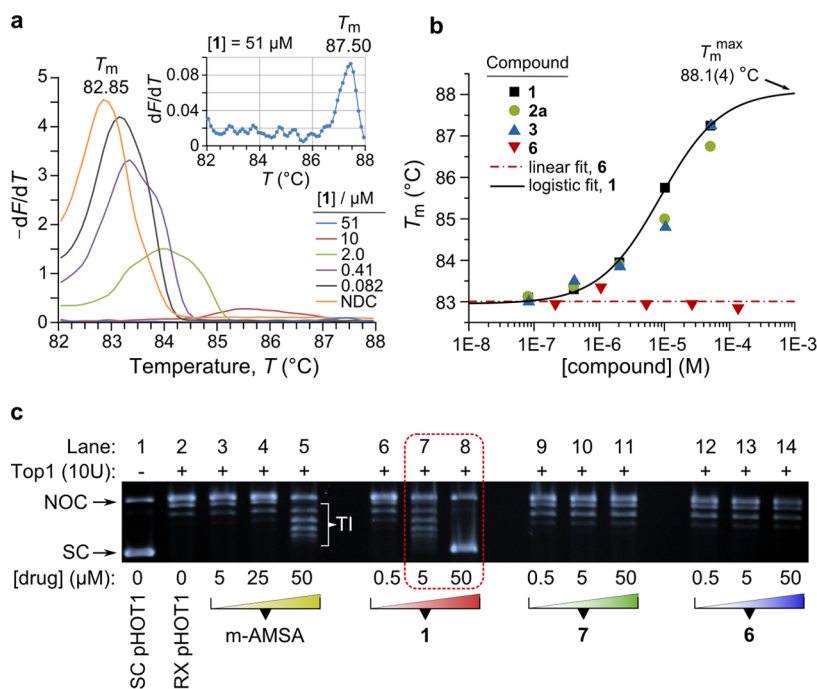 a
Tm
82.85
[1] = 51 µM
Tm
87.50
dF/dT
0.08
0.04
0
82 84 86 88
T (°C)
−dF/dT
5
4
3
2
1
0
82 83 84 85 86 87 88
Temperature, T (°C)
[1] / µM
51
10
2.0
0.41
0.082
NDC
b
Compound
1
2a
3
6
linear fit, 6
logistic fit, 1
Tm max
88.1(4) °C
Tm (°C)
88
87
86
85
84
83
1E-8 1E-7 1E-6 1E-5 1E-4 1E-3
[compound] (M)
c
Lane: 1 2 3 4 5 6 7 8 9 10 11 12 13 14
Top1 (10U): - + + + + + + + + + + + + +
NOC
TI
SC
[drug] (µM): 0 0 5 25 50 0.5 5 50 0.5 5 50 0.5 5 50
SC pHOT1
RX pHOT1
m-AMSA
1
7
6